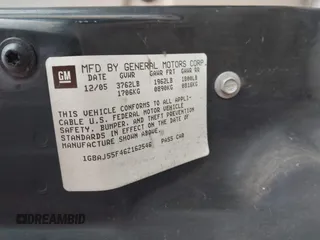 GM
MFD BY GENERAL MOTORS CORP
DATE GVWR GAWR FRT GAWR RR
12/05 3762LB 1962LB 1800LB
1706KG 0890KG 0816KG
THIS VEHICLE CONFORMS TO ALL APPLI-
CABLE U.S. FEDERAL MOTOR VEHICLE
SAFETY, BUMPER, AND THEFT PREVENTION
STANDARDS IN EFFECT ON THE DATE OF
MANUFACTURE SHOWN ABOVE.
1G8AJ55F46Z162546 PASS CAR
DREAMBID